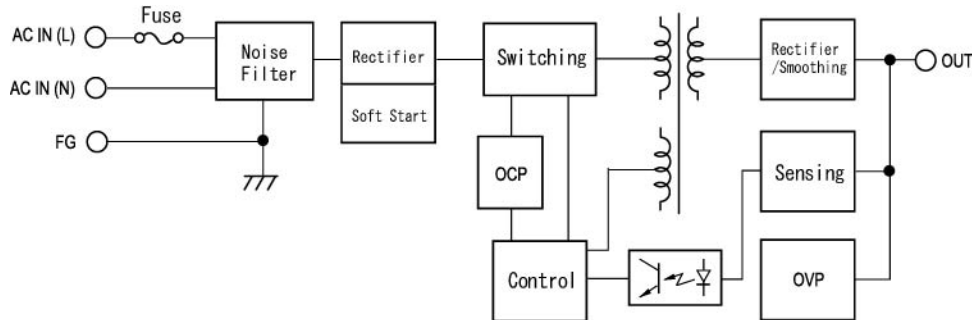 Fuse
AC IN (L)
Noise
Filter
Rectifier
Soft Start
Switching
Rectifier
/Smoothing
OUT
AC IN (N)
FG
OCP
Sensing
Control
OVP